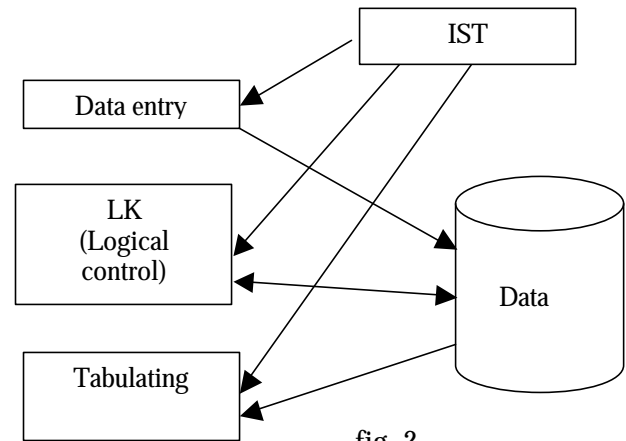 IST
Data entry
LK
(Logical
control)
Data
Tabulating